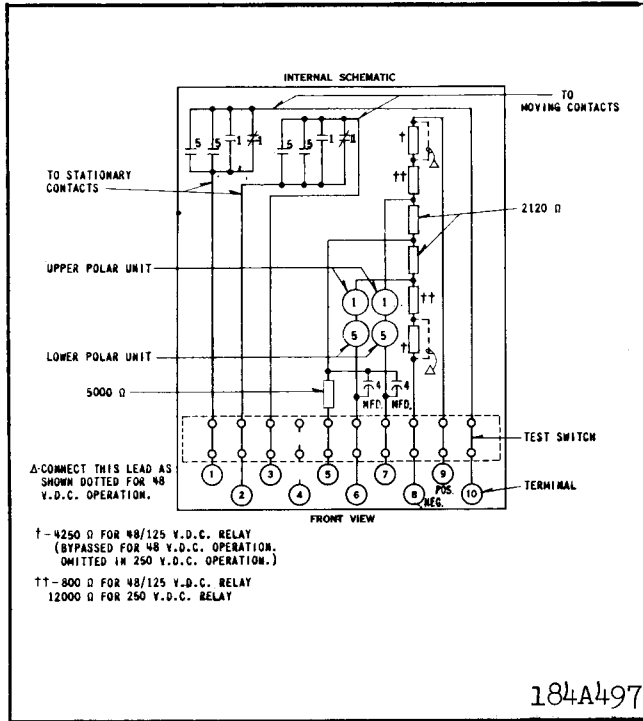 INTERNAL SCHEMATIC
TO
MOVING CONTACTS
5 5 1 1 5 5 1 1
†
††
TO STATIONARY
CONTACTS
2120 Ω
UPPER POLAR UNIT
1 1
††
LOWER POLAR UNIT
5 5
†
Δ
Δ
5000 Ω
4 4
MFD. MFD.
TEST SWITCH
1 3 5 7 9
POS.
2 4 6 8 10
NEG.
TERMINAL
FRONT VIEW
Δ-CONNECT THIS LEAD AS
SHOWN DOTTED FOR 48
V.D.C. OPERATION.
†-4250 Ω FOR 48/125 V.D.C. RELAY
(BYPASSED FOR 48 V.D.C. OPERATION.
OMITTED IN 250 V.D.C. OPERATION.)
††-800 Ω FOR 48/125 V.D.C. RELAY
12000 Ω FOR 250 V.D.C. RELAY
184A497